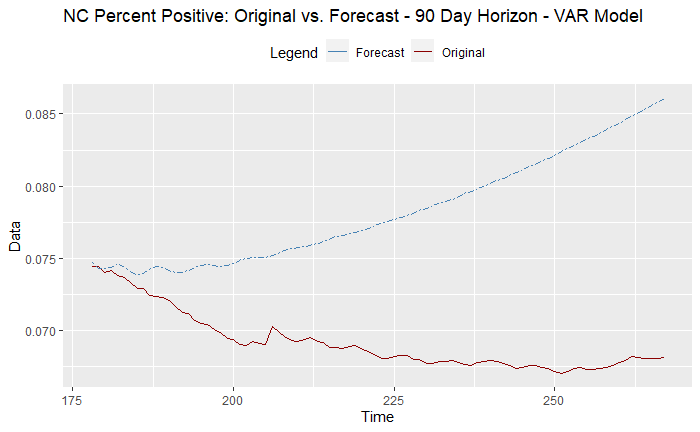 NC Percent Positive: Original vs. Forecast - 90 Day Horizon - VAR Model
Legend Forecast Original
0.085
0.080
0.075
0.070
Data
175 200 225 250
Time